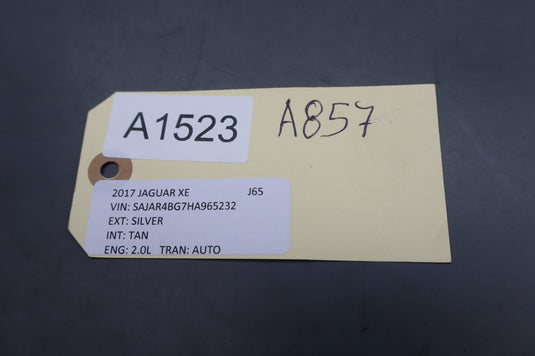 A1523
A857
2017 JAGUAR XE J65
VIN: SAJAR4BG7HA965232
EXT: SILVER
INT: TAN
ENG: 2.0L TRAN: AUTO